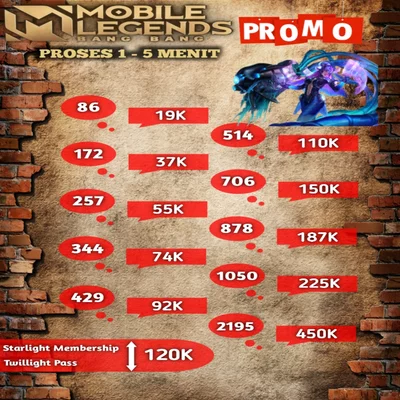 MOBILE
LEGENDS
BANG BANG
PROMO
PROSES 1 - 5 MENIT
86
19K
172
37K
257
55K
344
74K
429
92K
514
110K
706
150K
878
187K
1050
225K
2195
450K
Starlight Membership
Twillight Pass
120K